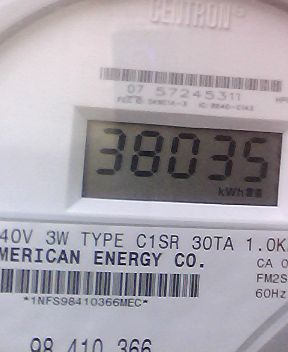 CENTRON®
07 57245311
38035
kWh
40V 3W TYPE C1SR 30TA 1.0K
MERICAN ENERGY CO.
CA 0
FM2S
60Hz
*1NFS98410366MEC*
98 410 366